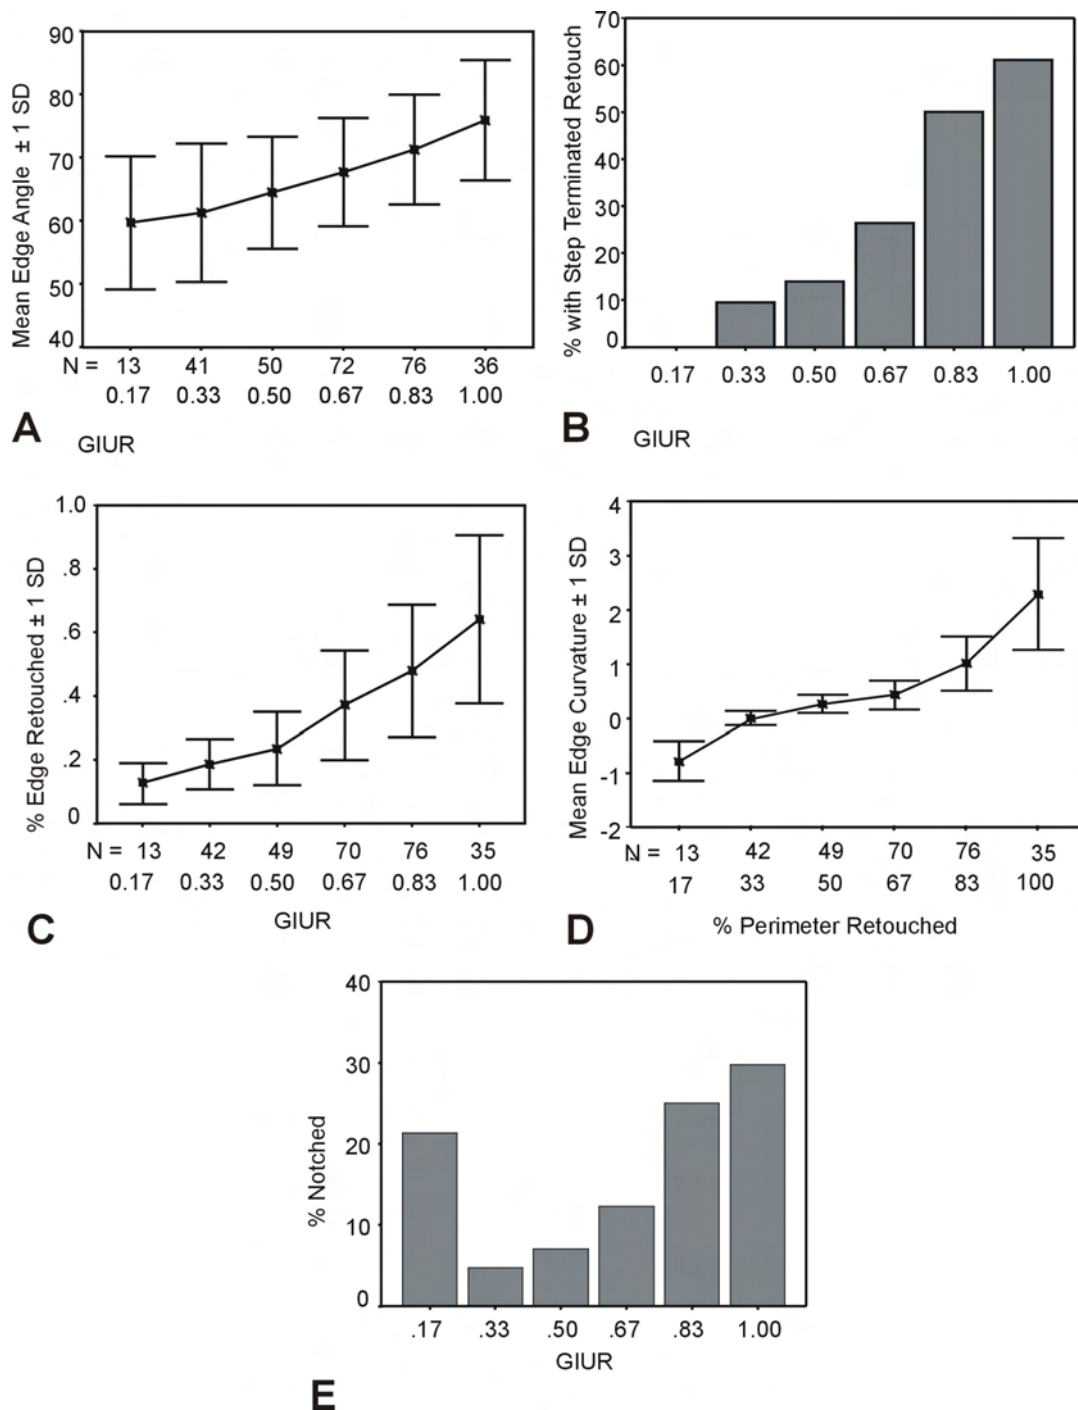 Mean Edge Angle ± 1 SD
90
80
70
60
50
40
N = 13 41 50 72 76 36
0.17 0.33 0.50 0.67 0.83 1.00
A
GIUR
% with Step Terminated Retouch
70
60
50
40
30
20
10
0
0.17 0.33 0.50 0.67 0.83 1.00
B
GIUR
% Edge Retouched ± 1 SD
1.0
.8
.6
.4
.2
0
N = 13 42 49 70 76 35
0.17 0.33 0.50 0.67 0.83 1.00
C
GIUR
Mean Edge Curvature ± 1 SD
4
3
2
1
0
-1
-2
N = 13 42 49 70 76 35
17 33 50 67 83 100
D
% Perimeter Retouched
% Notched
40
30
20
10
0
.17 .33 .50 .67 .83 1.00
GIUR
E